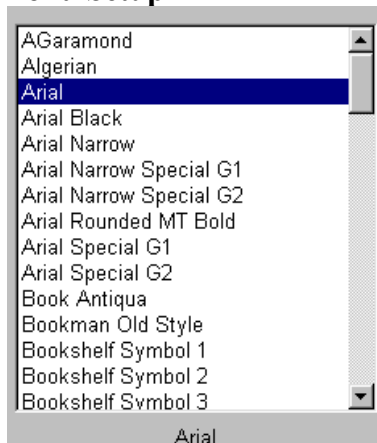 AGaramond
Algerian
Arial
Arial Black
Arial Narrow
Arial Narrow Special G1
Arial Narrow Special G2
Arial Rounded MT Bold
Arial Special G1
Arial Special G2
Book Antiqua
Bookman Old Style
Bookshelf Symbol 1
Bookshelf Symbol 2
Bookshelf Symbol 3
Arial